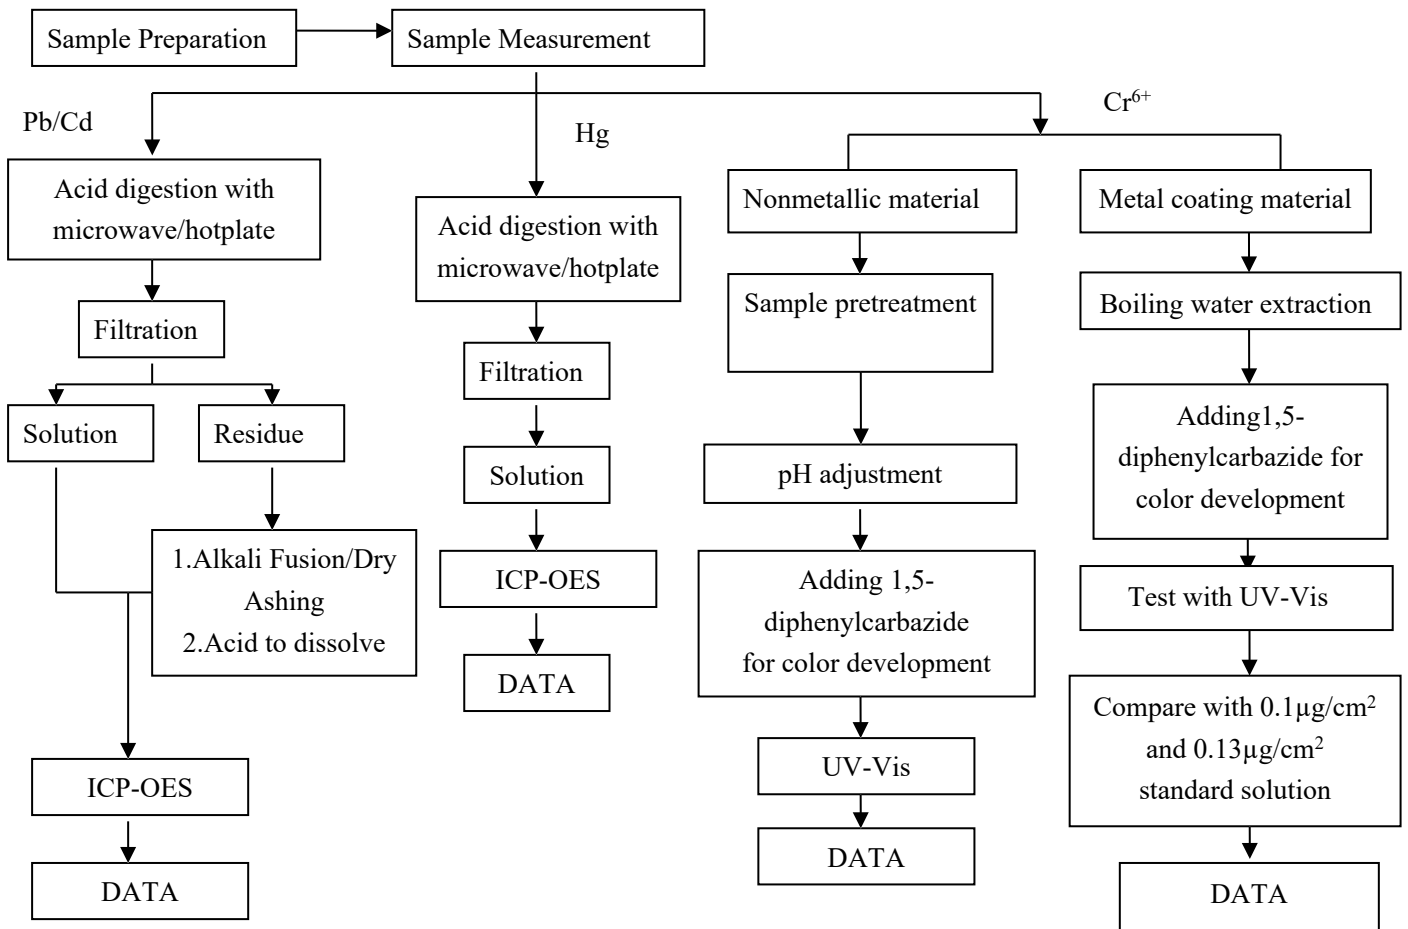 Sample Preparation
Sample Measurement
Pb/Cd
Hg
Cr⁶⁺
Acid digestion with
microwave/hotplate
Filtration
Solution
Residue
1.Alkali Fusion/Dry
Ashing
2.Acid to dissolve
ICP-OES
DATA
Acid digestion with
microwave/hotplate
Filtration
Solution
ICP-OES
DATA
Nonmetallic material
Sample pretreatment
pH adjustment
Adding 1,5-
diphenylcarbazide
for color development
UV-Vis
DATA
Metal coating material
Boiling water extraction
Adding1,5-
diphenylcarbazide for
color development
Test with UV-Vis
Compare with 0.1µg/cm²
and 0.13µg/cm²
standard solution
DATA